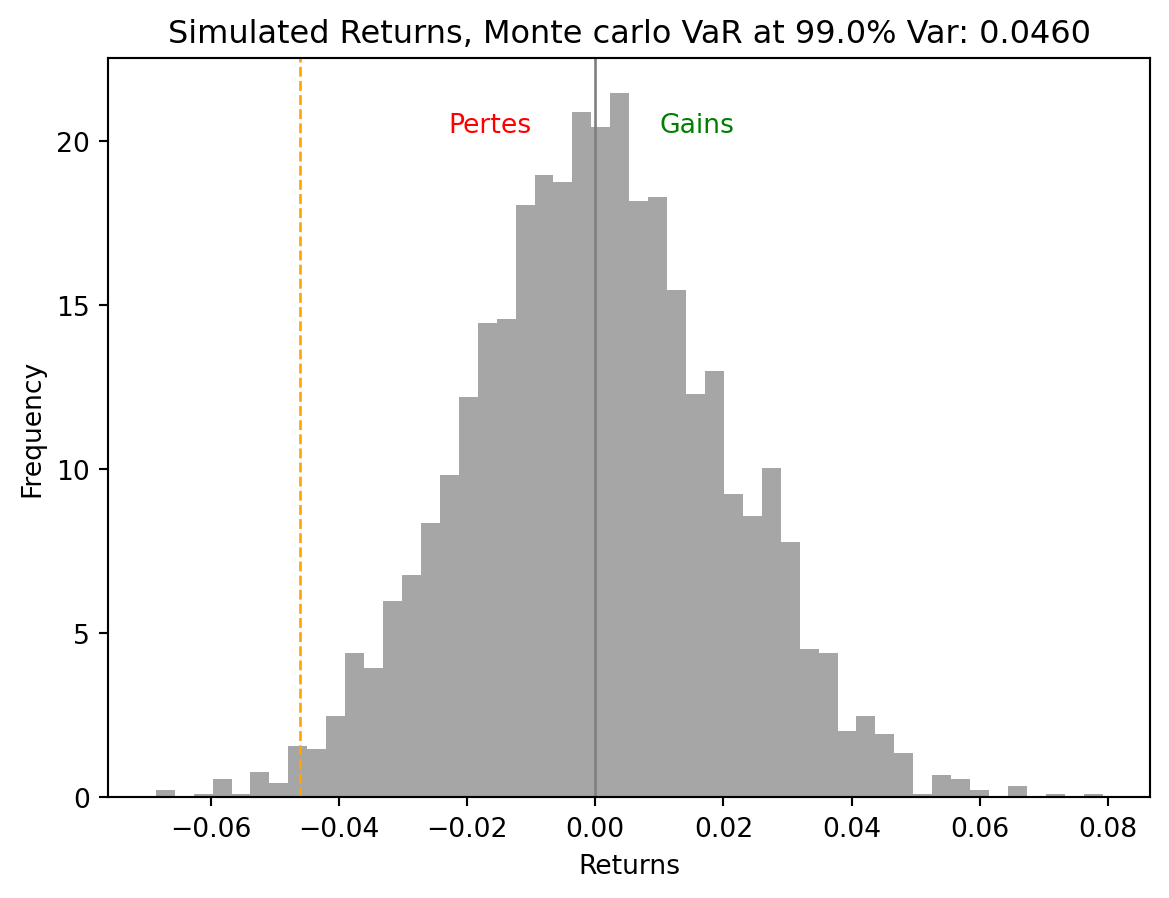 Simulated Returns, Monte carlo VaR at 99.0% Var: 0.0460
Pertes
Gains
20
15
10
5
0
Frequency
−0.06 −0.04 −0.02 0.00 0.02 0.04 0.06 0.08
Returns